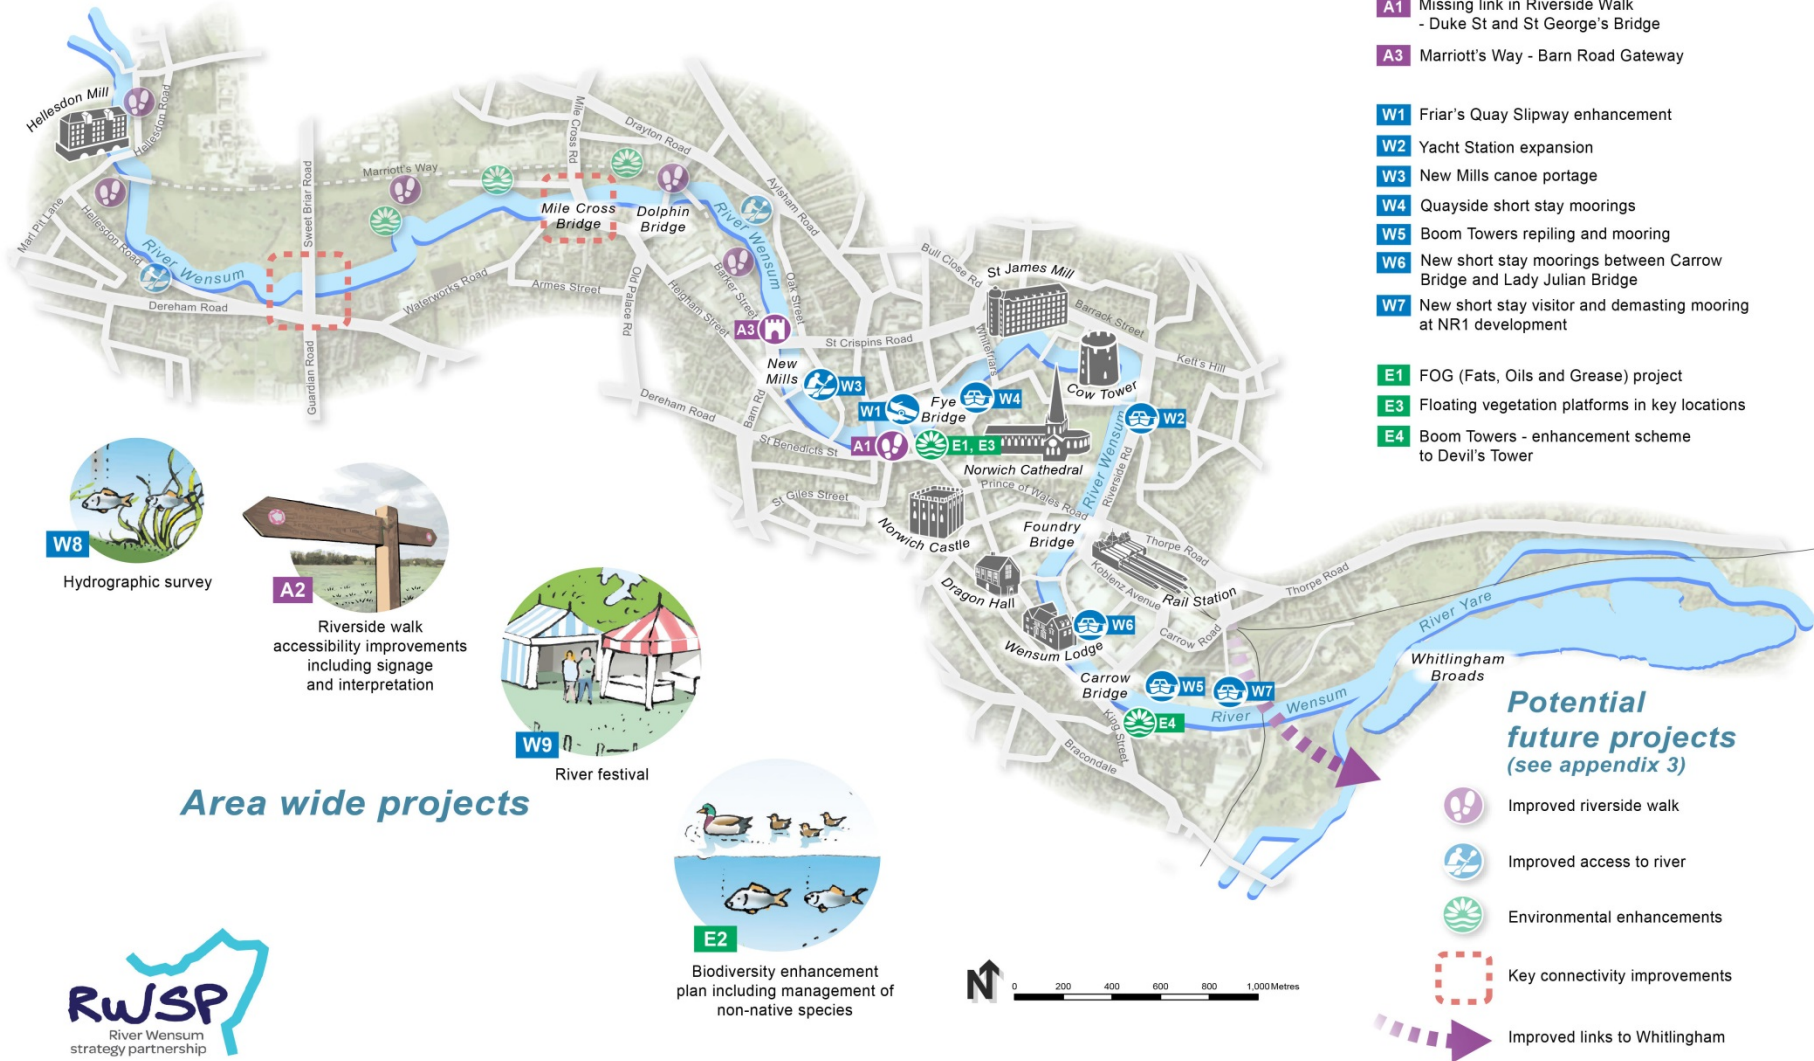 A1 Missing link in Riverside Walk
- Duke St and St George's Bridge
A3 Marriott's Way - Barn Road Gateway
W1 Friar's Quay Slipway enhancement
W2 Yacht Station expansion
W3 New Mills canoe portage
W4 Quayside short stay moorings
W5 Boom Towers repiling and mooring
W6 New short stay moorings between Carrow
Bridge and Lady Julian Bridge
W7 New short stay visitor and demasting mooring
at NR1 development
E1 FOG (Fats, Oils and Grease) project
E3 Floating vegetation platforms in key locations
E4 Boom Towers - enhancement scheme
to Devil's Tower
Hellesdon Mill
Hellesdon Road
Hellesdon Road
Marl Pit Lane
Hellesdon Road
River Wensum
Dereham Road
Sweet Briar Road
Guardian Road
Marriott's Way
Waterworks Road
Mile Cross Rd
Mile Cross
Bridge
Dolphin
Bridge
Drayton Road
Aylsham Road
River Wensum
Armes Street
Old Palace Rd
Heigham Street
Barker Street
Oak Street
A3
St Crispins Road
New
Mills
W3
Barn Rd
Dereham Road
St Benedicts St
St Giles Street
W1
Fye
Bridge
W4
A1
E1, E3
Bull Close Rd
St James Mill
Whitefriars
Barrack Street
Kett's Hill
Cow Tower
W2
River Wensum
Riverside Rd
Norwich Cathedral
Prince of Wales Road
Norwich Castle
Foundry
Bridge
Thorpe Road
Thorpe Road
Koblenz Avenue
Rail Station
Dragon Hall
Wensum Lodge
W6
Carrow Road
Carrow
Bridge
W5
W7
E4
King Street
Bracondale
River Wensum
River Yare
Whitlingham
Broads
W8
Hydrographic survey
A2
Riverside walk
accessibility improvements
including signage
and interpretation
W9
River festival
Area wide projects
E2
Biodiversity enhancement
plan including management of
non-native species
Potential
future projects
(see appendix 3)
Improved riverside walk
Improved access to river
Environmental enhancements
Key connectivity improvements
Improved links to Whitlingham
N
0 200 400 600 800 1,000 Metres
RWSP
River Wensum
strategy partnership